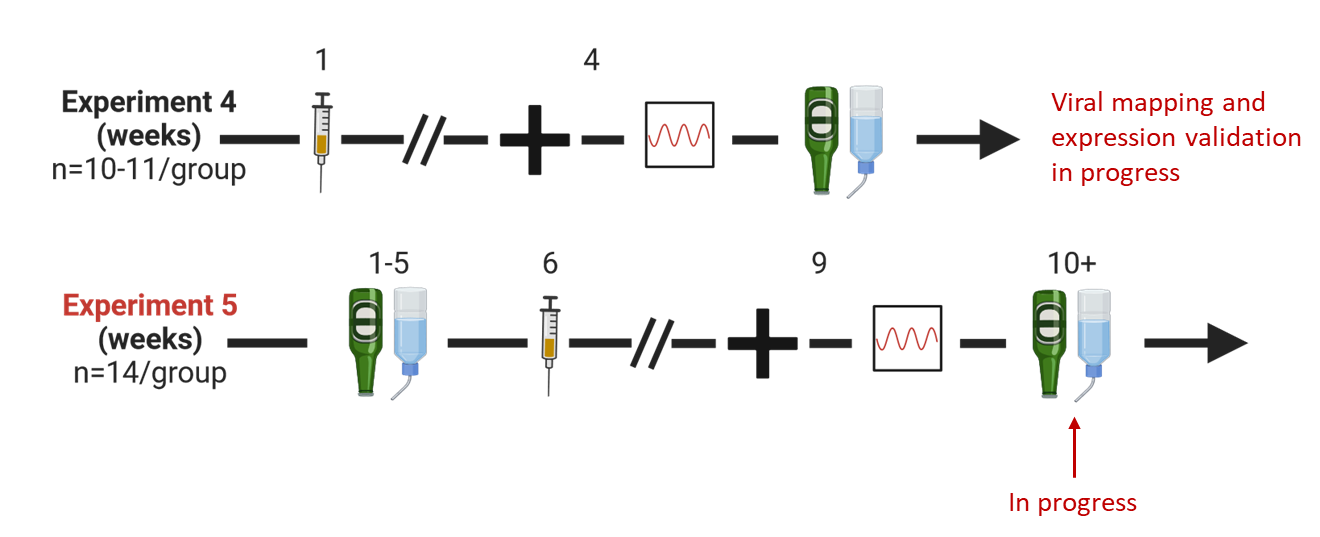 1
4
Experiment 4
(weeks)
n=10-11/group
Viral mapping and
expression validation
in progress
1-5
6
9
10+
Experiment 5
(weeks)
n=14/group
In progress